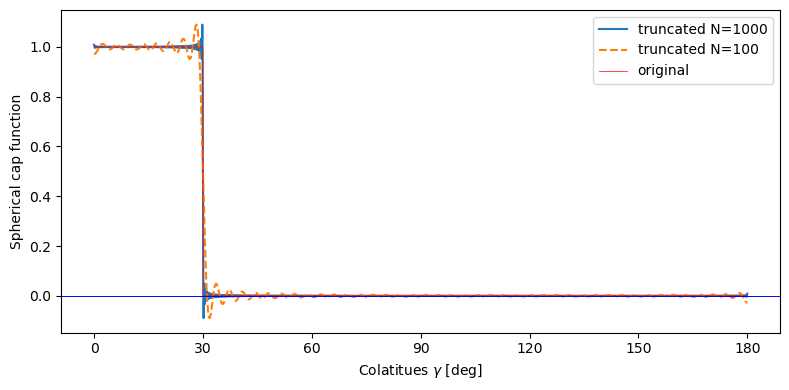 truncated N=1000
truncated N=100
original
Spherical cap function
1.0
0.8
0.6
0.4
0.2
0.0
0 30 60 90 120 150 180
Colatitues γ [deg]